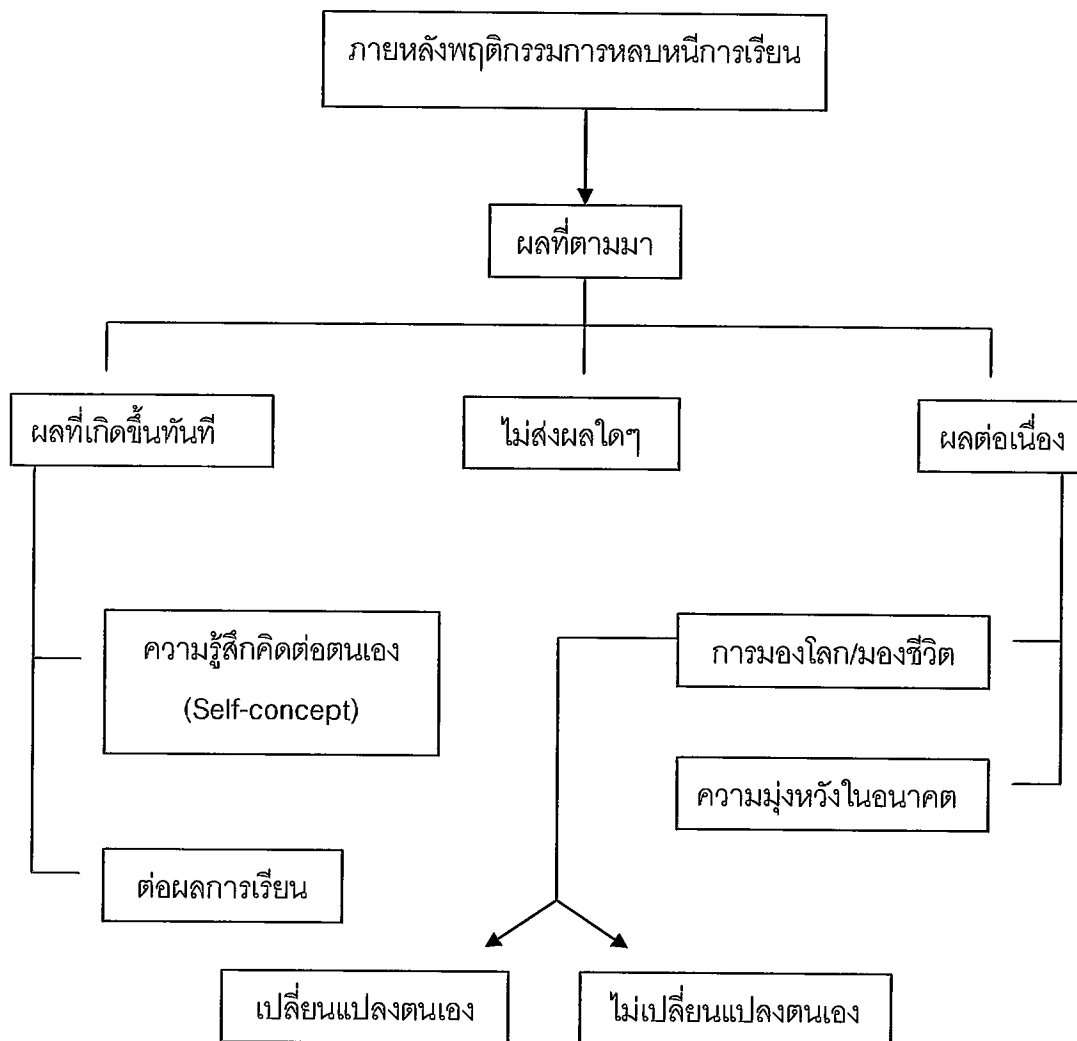 ภายหลังพฤติกรรมการหลบหนีการเรียน
ผลที่ตามมา
ผลที่เกิดขึ้นทันที
ไม่ส่งผลใดๆ
ผลต่อเนื่อง
ความรู้สึกคิดต่อตนเอง
(Self-concept)
การมองโลก/มองชีวิต
ความมุ่งหวังในอนาคต
ต่อผลการเรียน
เปลี่ยนแปลงตนเอง
ไม่เปลี่ยนแปลงตนเอง